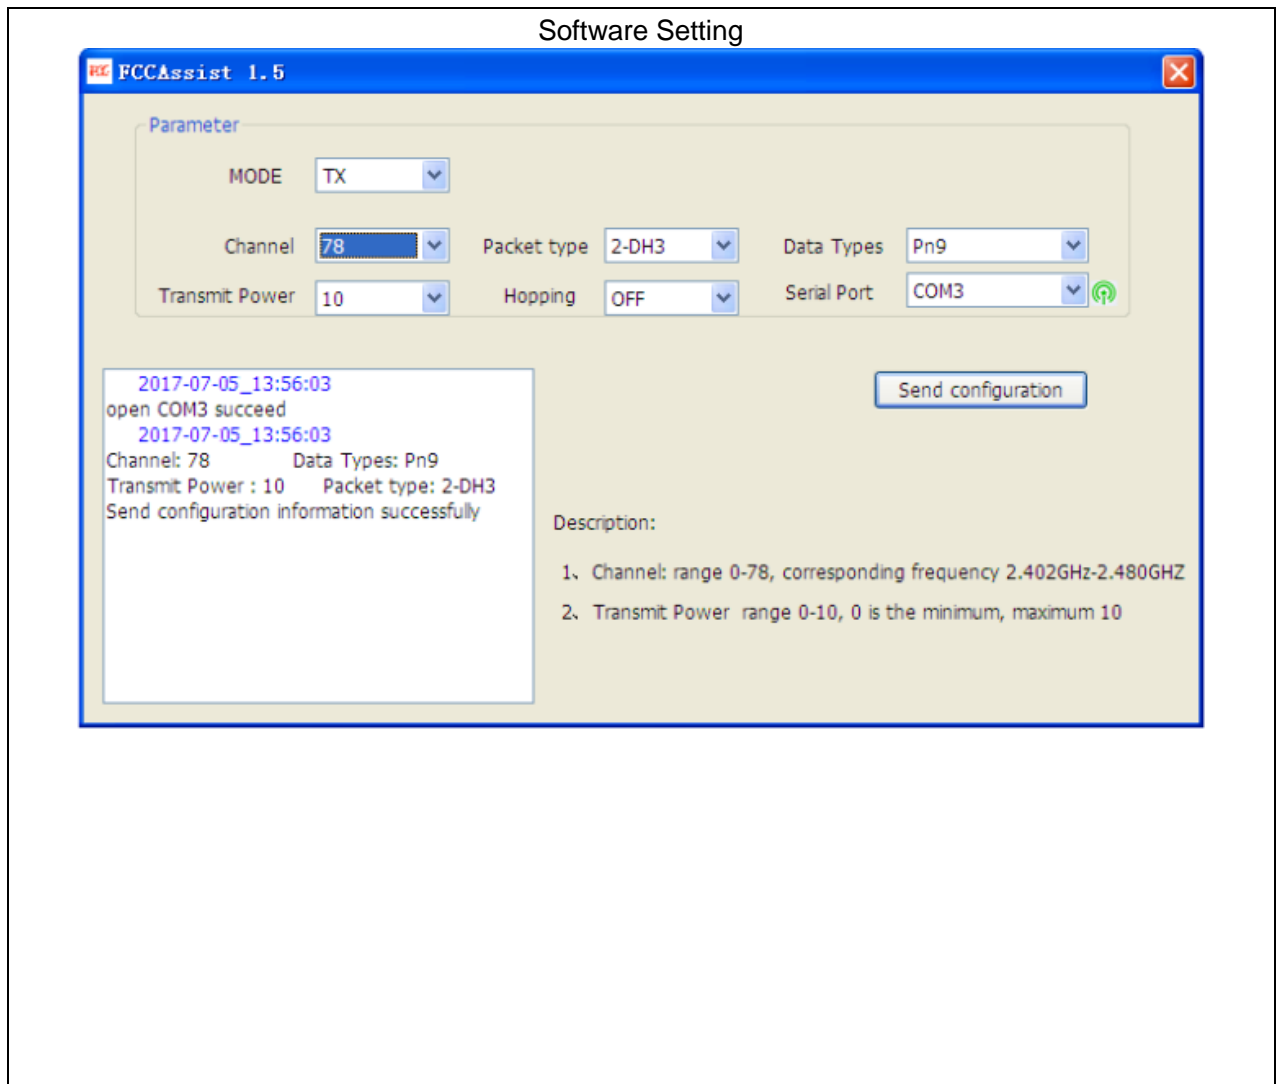 Software Setting
FCC FCCAssist 1.5
Parameter
MODE TX
Channel 78 Packet type 2-DH3 Data Types Pn9
Transmit Power 10 Hopping OFF Serial Port COM3
2017-07-05_13:56:03
open COM3 succeed
2017-07-05_13:56:03
Channel: 78 Data Types: Pn9
Transmit Power : 10 Packet type: 2-DH3
Send configuration information successfully
Send configuration
Description:
1、Channel: range 0-78, corresponding frequency 2.402GHz-2.480GHZ
2、Transmit Power range 0-10, 0 is the minimum, maximum 10